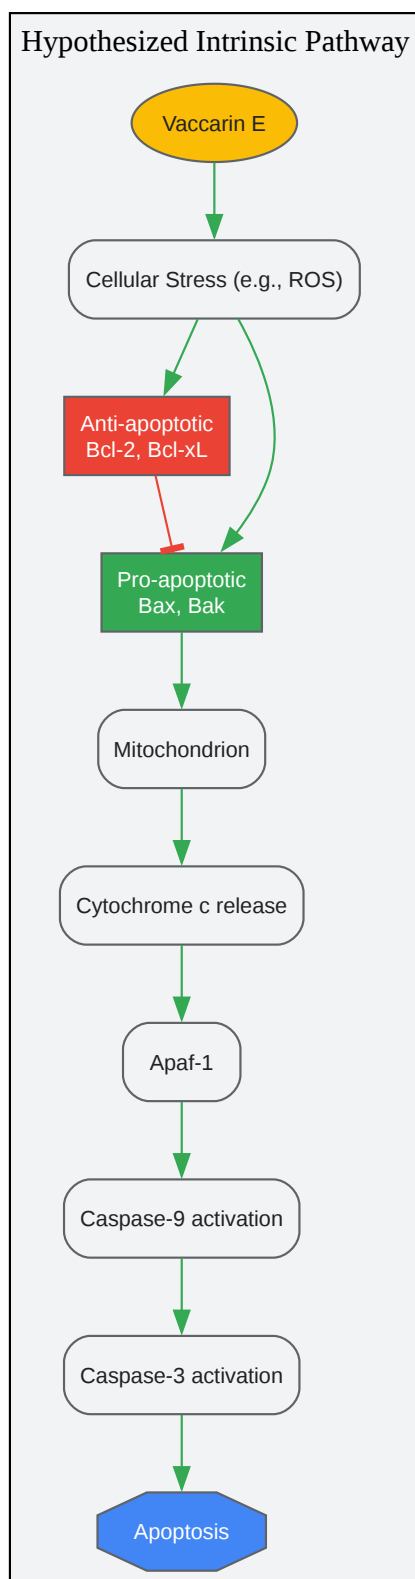 Hypothesized Intrinsic Pathway
Vaccarin E
Cellular Stress (e.g., ROS)
Anti-apoptotic
Bcl-2, Bcl-xL
Pro-apoptotic
Bax, Bak
Mitochondrion
Cytochrome c release
Apaf-1
Caspase-9 activation
Caspase-3 activation
Apoptosis